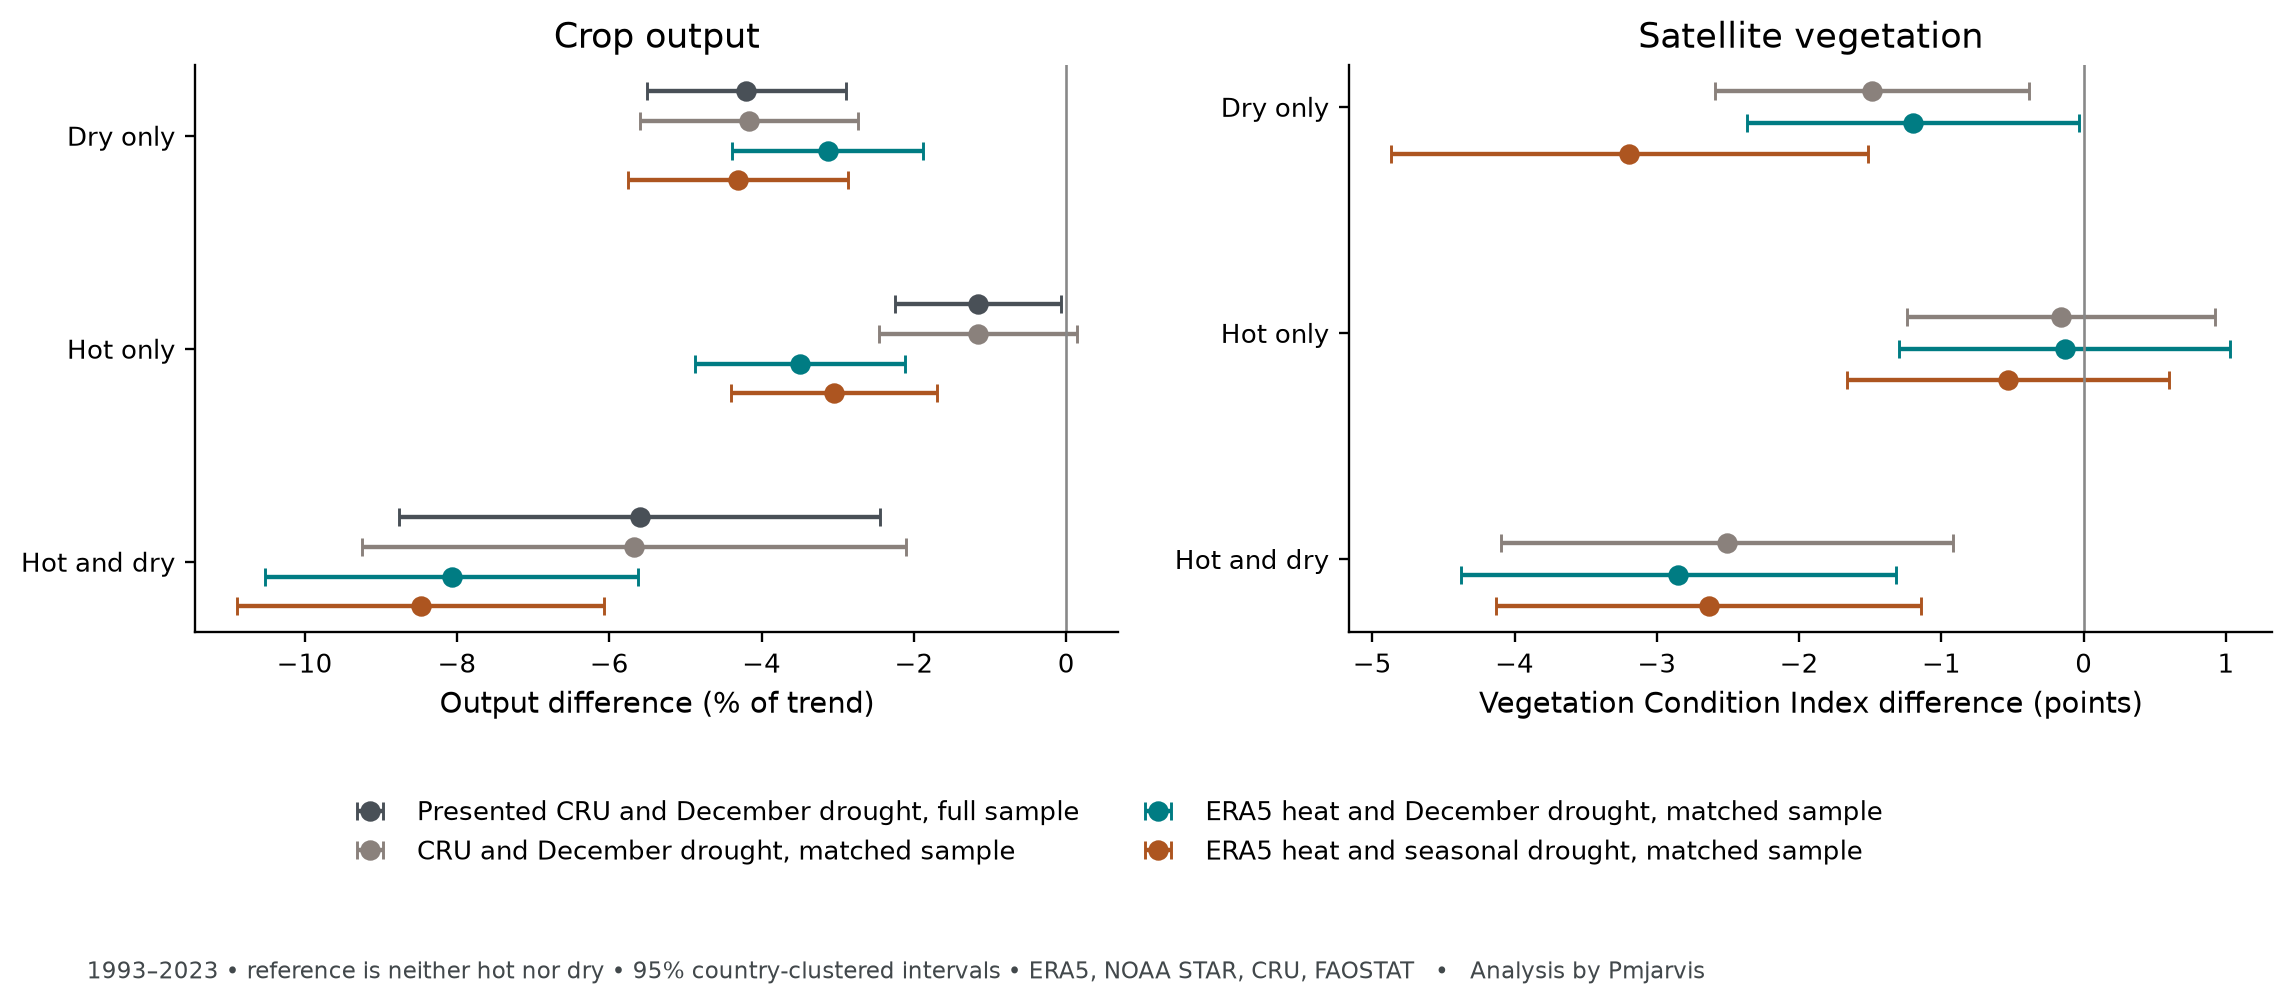 Crop output
Dry only
Hot only
Hot and dry
−10 −8 −6 −4 −2 0
Output difference (% of trend)
Satellite vegetation
Dry only
Hot only
Hot and dry
−5 −4 −3 −2 −1 0 1
Vegetation Condition Index difference (points)
Presented CRU and December drought, full sample
CRU and December drought, matched sample
ERA5 heat and December drought, matched sample
ERA5 heat and seasonal drought, matched sample
1993–2023 • reference is neither hot nor dry • 95% country-clustered intervals • ERA5, NOAA STAR, CRU, FAOSTAT • Analysis by Pmjarvis